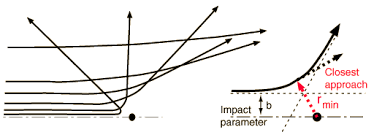 Closest
approach
r min
b
Impact
parameter